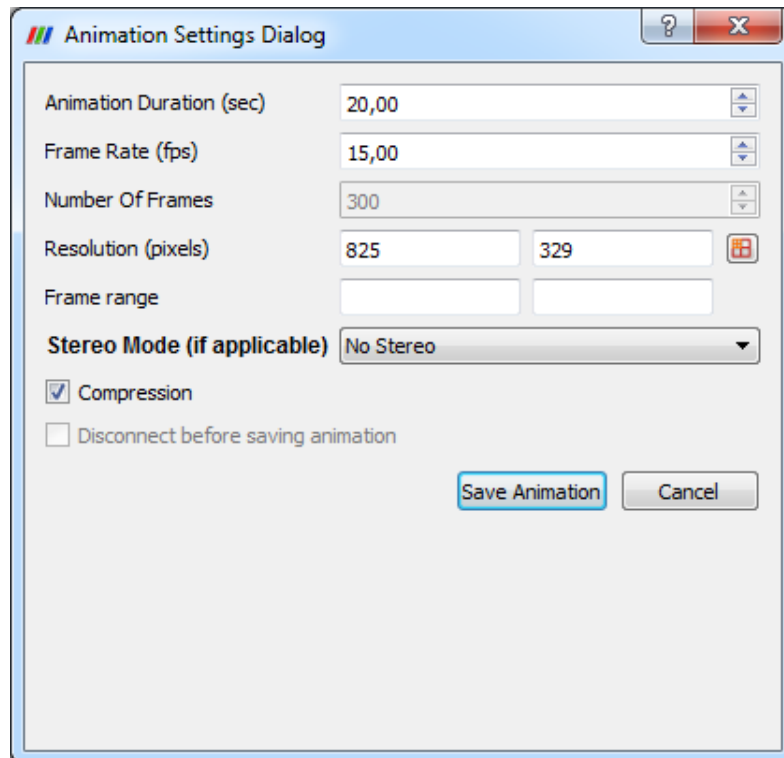 Animation Settings Dialog
Animation Duration (sec) 20,00
Frame Rate (fps) 15,00
Number Of Frames 300
Resolution (pixels) 825 329
Frame range
Stereo Mode (if applicable) No Stereo
Compression
Disconnect before saving animation
Save Animation Cancel